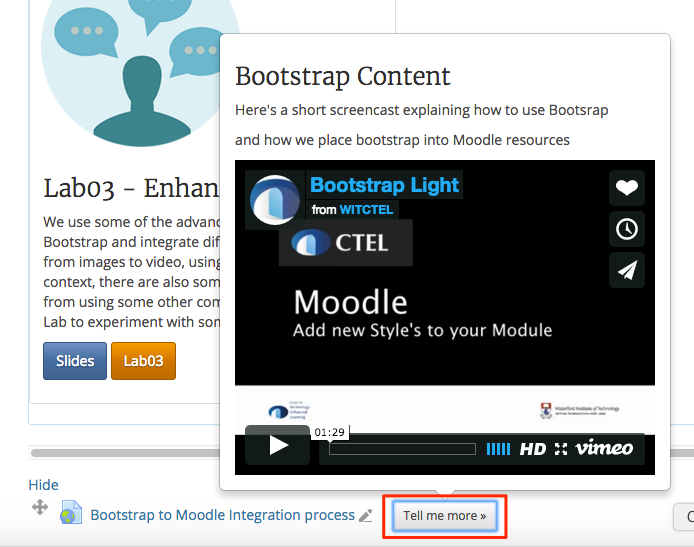 Bootstrap Content
Here's a short screencast explaining how to use Bootsrap
and how we place bootstrap into Moodle resources
Bootstrap Light
from WITCTEL
CTEL
Moodle
Add new Style's to your Module
Waterford Institute of Technology
01:29
HD
vimeo
Lab03 - Enhan
We use some of the advanc
Bootstrap and integrate dif
from images to video, using
context, there are also som
from using some other com
Lab to experiment with som
Slides
Lab03
Hide
Bootstrap to Moodle Integration process
Tell me more »